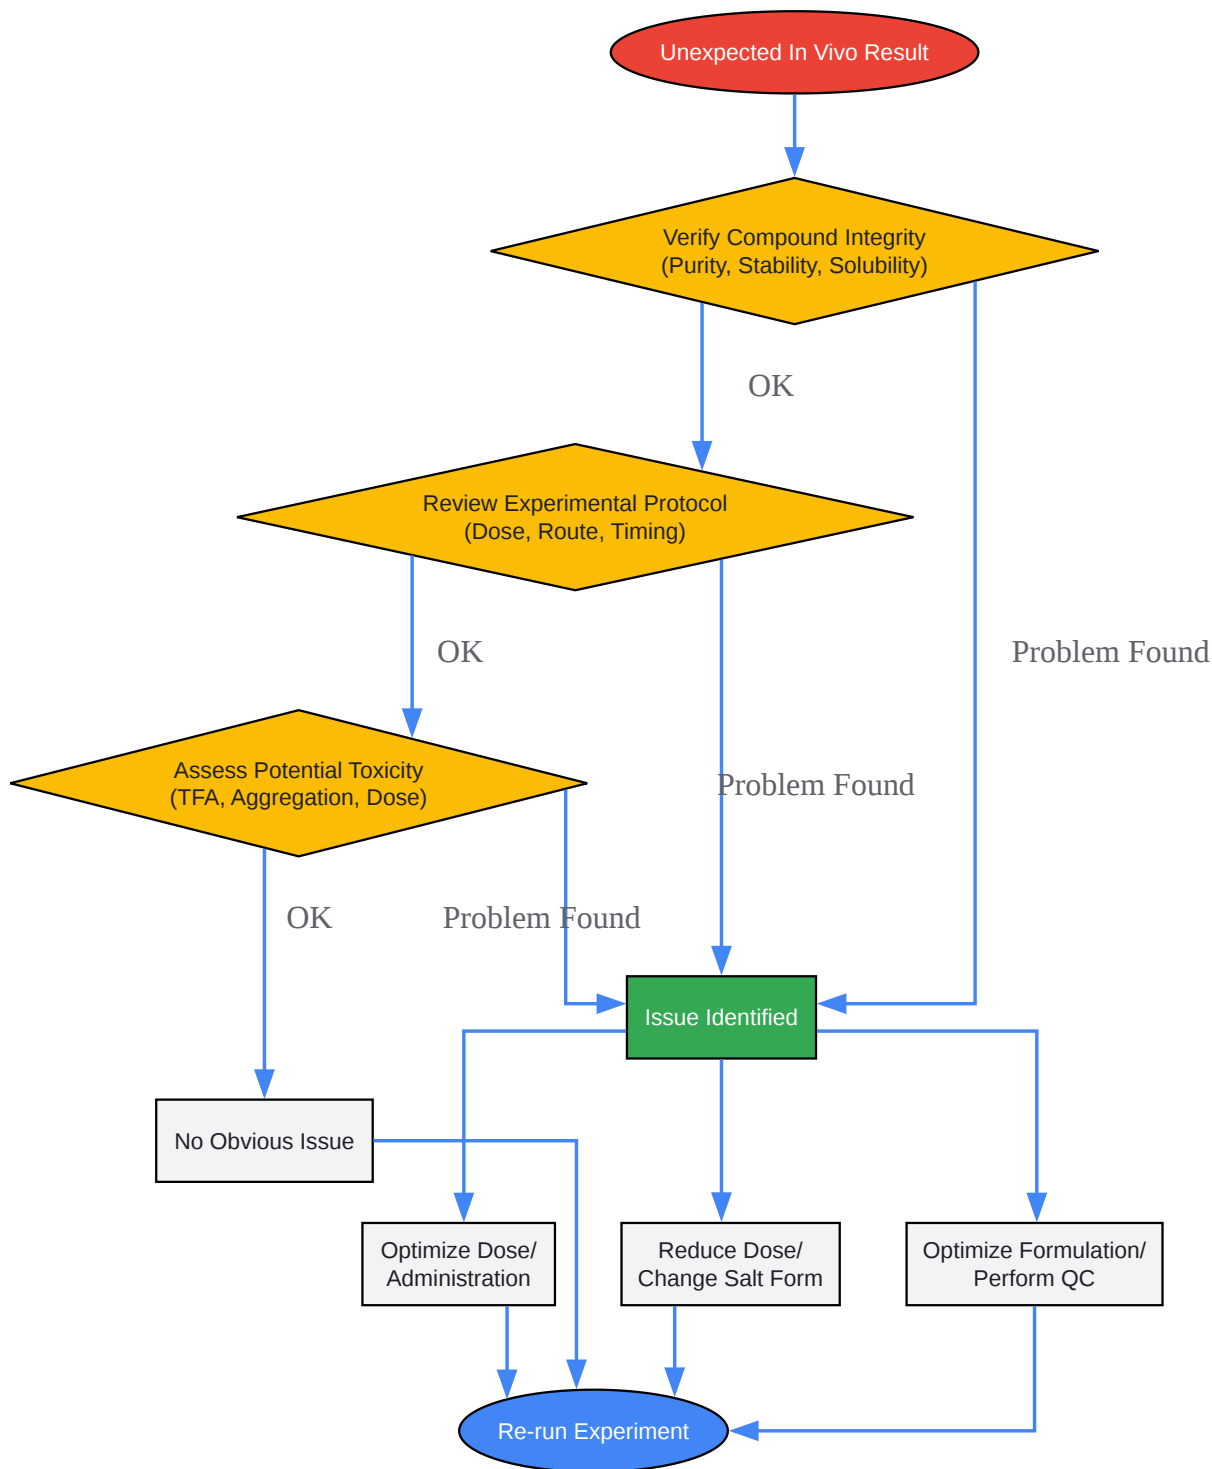 Unexpected In Vivo Result
Verify Compound Integrity
(Purity, Stability, Solubility)
OK
Review Experimental Protocol
(Dose, Route, Timing)
OK
Problem Found
Assess Potential Toxicity
(TFA, Aggregation, Dose)
Problem Found
OK
Problem Found
Issue Identified
No Obvious Issue
Optimize Dose/
Administration
Reduce Dose/
Change Salt Form
Optimize Formulation/
Perform QC
Re-run Experiment